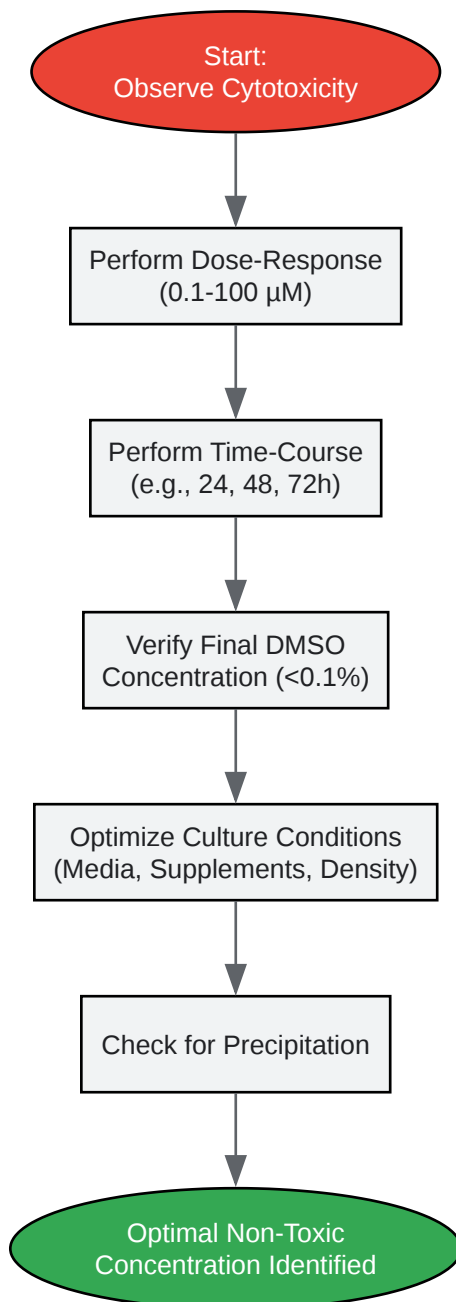 Start:
Observe Cytotoxicity
Perform Dose-Response
(0.1-100 µM)
Perform Time-Course
(e.g., 24, 48, 72h)
Verify Final DMSO
Concentration (<0.1%)
Optimize Culture Conditions
(Media, Supplements, Density)
Check for Precipitation
Optimal Non-Toxic
Concentration Identified